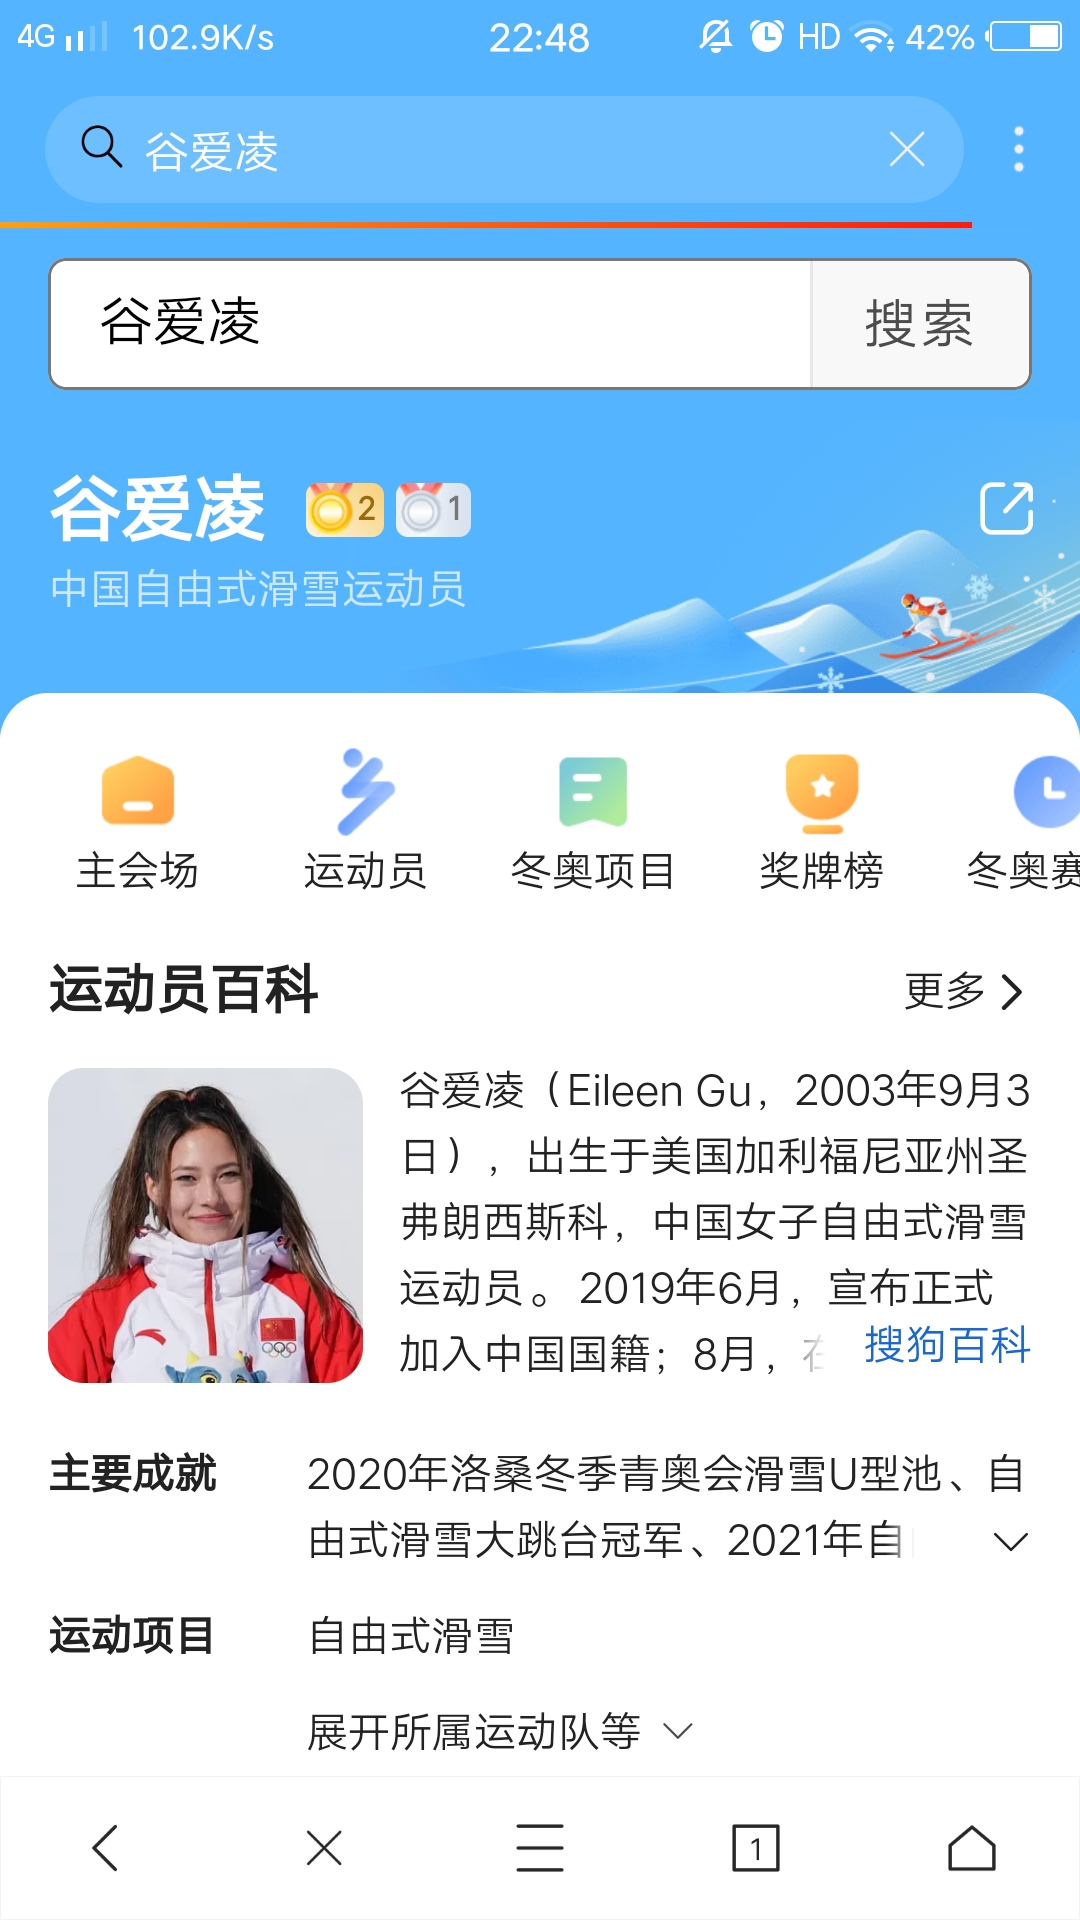 4G 102.9K/s 22:48 HD 42%
谷爱凌
谷爱凌 搜索
谷爱凌 2 1
中国自由式滑雪运动员
主会场 运动员 冬奥项目 奖牌榜 冬奥赛
运动员百科 更多
谷爱凌（Eileen Gu，2003年9月3
日），出生于美国加利福尼亚州圣
弗朗西斯科，中国女子自由式滑雪
运动员。2019年6月，宣布正式
加入中国国籍；8月，在 搜狗百科
主要成就 2020年洛桑冬季青奥会滑雪U型池、自
由式滑雪大跳台冠军、2021年自
运动项目 自由式滑雪
展开所属运动队等
1